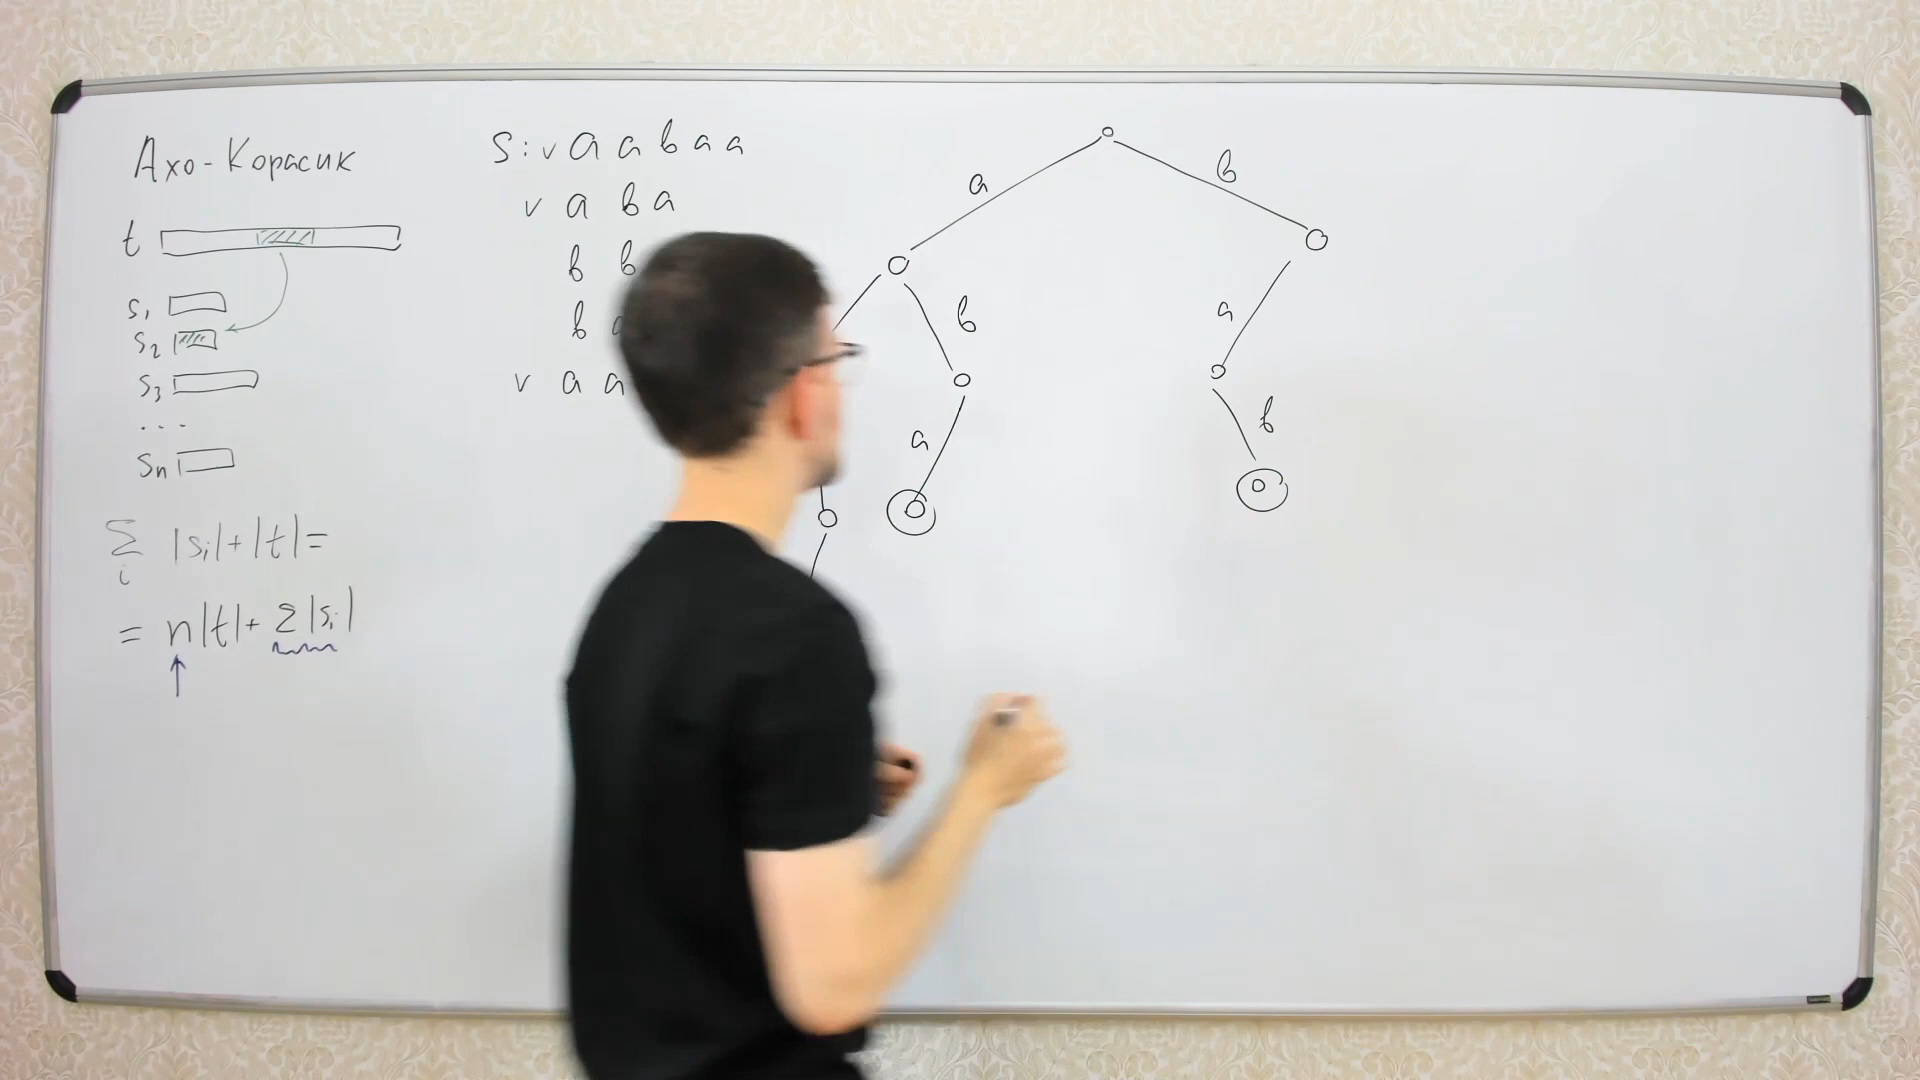 Ахо-Корасик
t
s₁
s₂
s₃
...
sₙ
∑ |sᵢ|+|t|=
i
= n|t|+ Σ|sᵢ|
S: v a a b a a
v a b a
b b
b
v a a
a
b
b
a
a
a
b